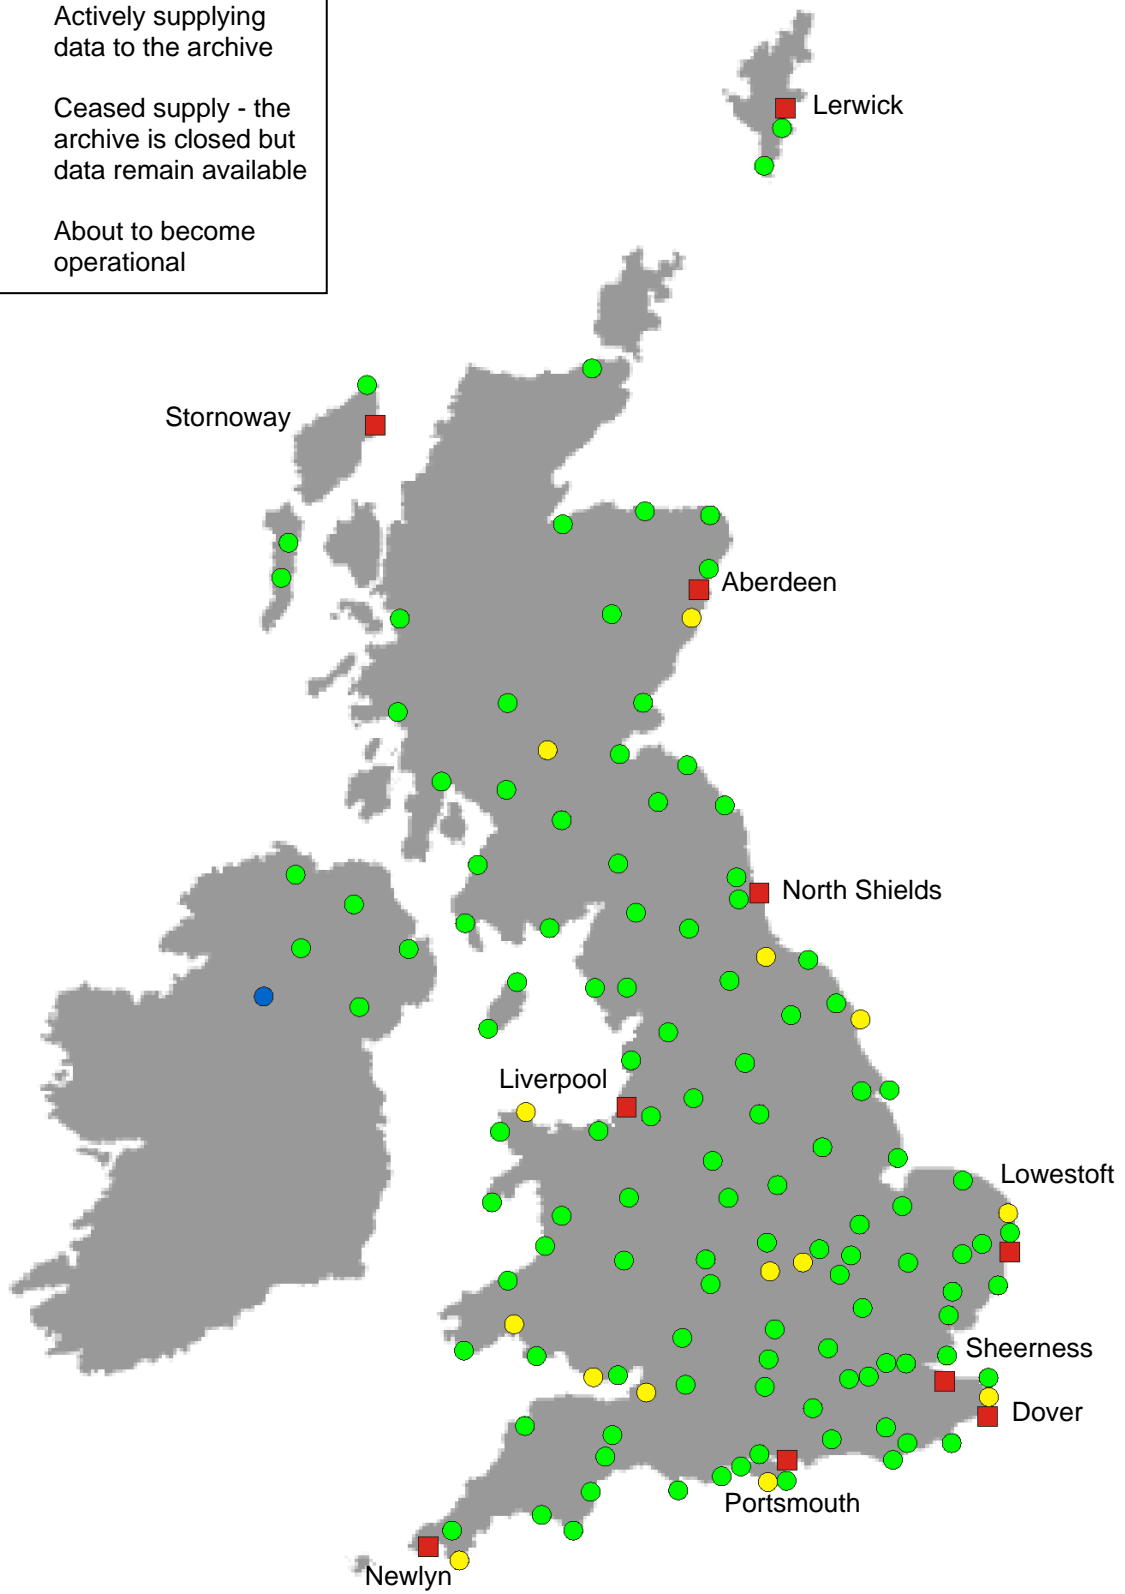 Actively supplying
data to the archive
Ceased supply - the
archive is closed but
data remain available
About to become
operational
Lerwick
Stornoway
Aberdeen
North Shields
Liverpool
Lowestoft
Sheerness
Dover
Portsmouth
Newlyn